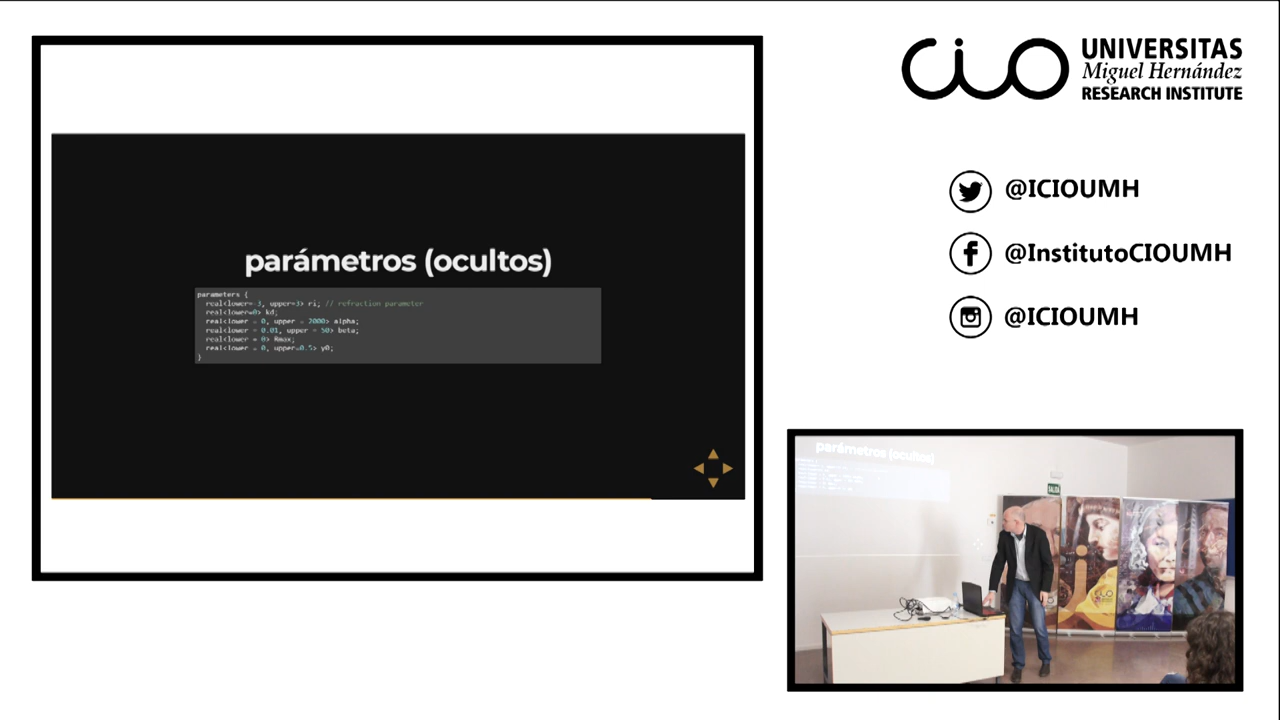 parámetros (ocultos)
parameters {
real<lower=-3, upper=3> ri; // refraction parameter
real<lower=0> kd;
real<lower = 0, upper = 2000> alpha;
real<lower = 0.01, upper = 50> beta;
real<lower = 0> Rmax;
real<lower = 0, upper=0.5> y0;
}
cio
UNIVERSITAS
Miguel Hernández
RESEARCH INSTITUTE
@ICIOUMH
@InstitutoCIOUMH
@ICIOUMH
parámetros (ocultos)
SALIDA